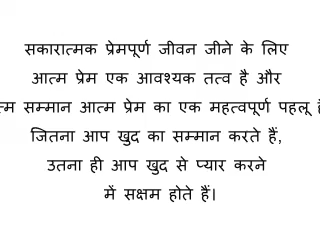 सकारात्मक प्रेमपूर्ण जीवन जीने के लिए
आत्म प्रेम एक आवश्यक तत्व है और
त्म सम्मान आत्म प्रेम का एक महत्वपूर्ण पहलू है
जितना आप खुद का सम्मान करते हैं,
उतना ही आप खुद से प्यार करने
में सक्षम होते हैं।